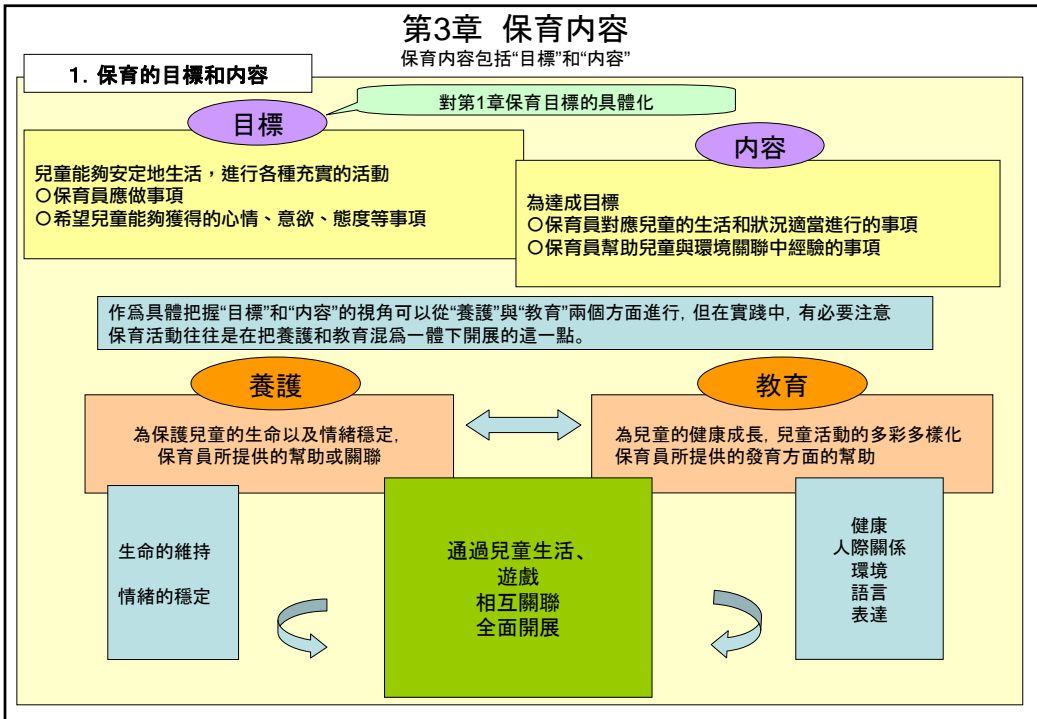 第3章 保育内容
保育内容包括“目標”和“内容”
1. 保育的目標和内容
對第1章保育目標的具體化
目標
兒童能夠安定地生活，進行各種充實的活動
○保育員應做事項
○希望兒童能夠獲得的心情、意欲、態度等事項
内容
為達成目標
○保育員對應兒童的生活和狀況適當進行的事項
○保育員幫助兒童與環境關聯中經驗的事項
作爲具體把握“目標”和“内容”的視角可以從“養護”與“教育”兩個方面進行, 但在實踐中, 有必要注意
保育活動往往是在把養護和教育混爲一體下開展的這一點。
養護
為保護兒童的生命以及情緒穩定,
保育員所提供的幫助或關聯
教育
為兒童的健康成長, 兒童活動的多彩多樣化
保育員所提供的發育方面的幫助
生命的維持
情緒的穩定
通過兒童生活、
遊戲
相互關聯
全面開展
健康
人際關係
環境
語言
表達